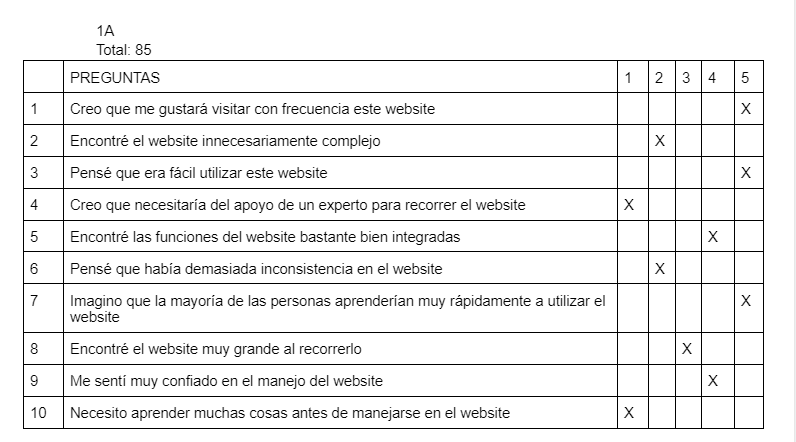 1A
Total: 85
PREGUNTAS 1 2 3 4 5
1 Creo que me gustará visitar con frecuencia este website X
2 Encontré el website innecesariamente complejo X
3 Pensé que era fácil utilizar este website X
4 Creo que necesitaría del apoyo de un experto para recorrer el website X
5 Encontré las funciones del website bastante bien integradas X
6 Pensé que había demasiada inconsistencia en el website X
7 Imagino que la mayoría de las personas aprenderían muy rápidamente a utilizar el X
website
8 Encontré el website muy grande al recorrerlo X
9 Me sentí muy confiado en el manejo del website X
10 Necesito aprender muchas cosas antes de manejarse en el website X